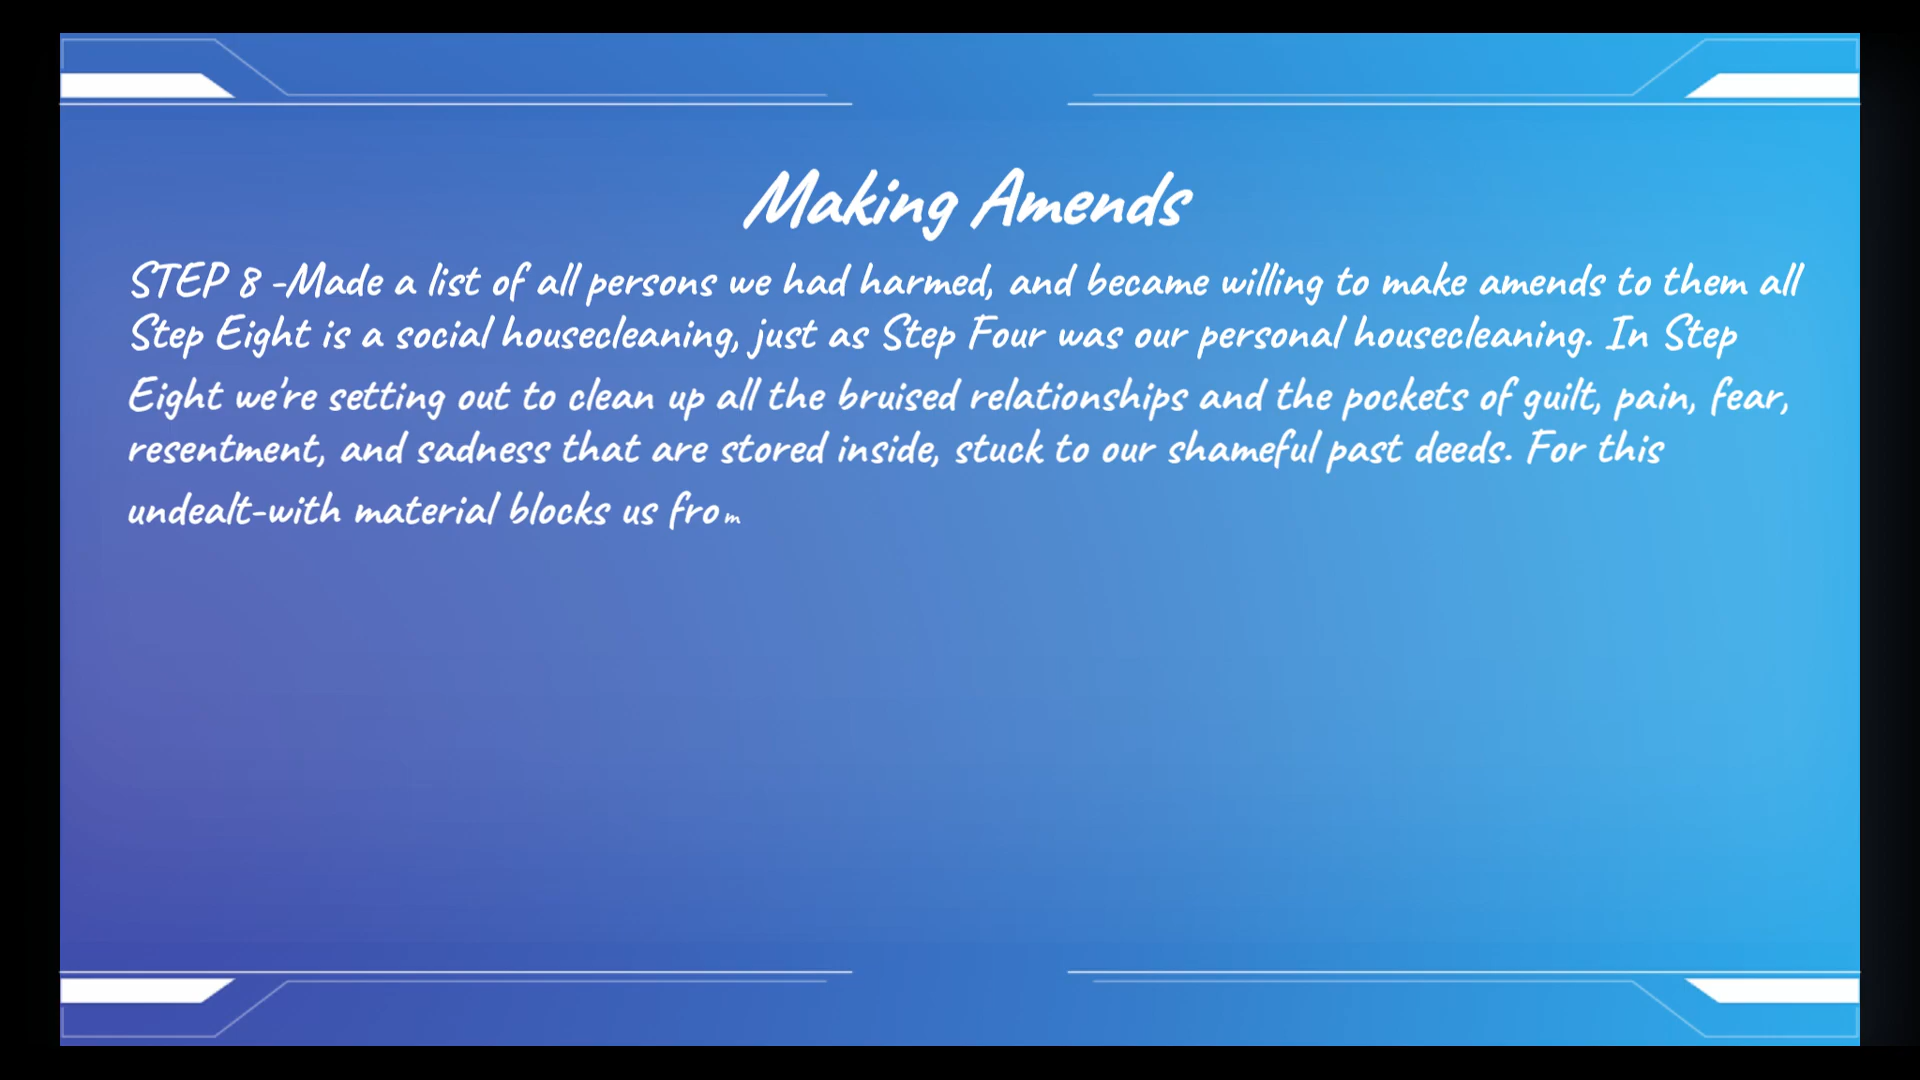 Making Amends
STEP 8 -Made a list of all persons we had harmed, and became willing to make amends to them all
Step Eight is a social housecleaning, just as Step Four was our personal housecleaning. In Step
Eight we're setting out to clean up all the bruised relationships and the pockets of guilt, pain, fear,
resentment, and sadness that are stored inside, stuck to our shameful past deeds. For this
undealt-with material blocks us from